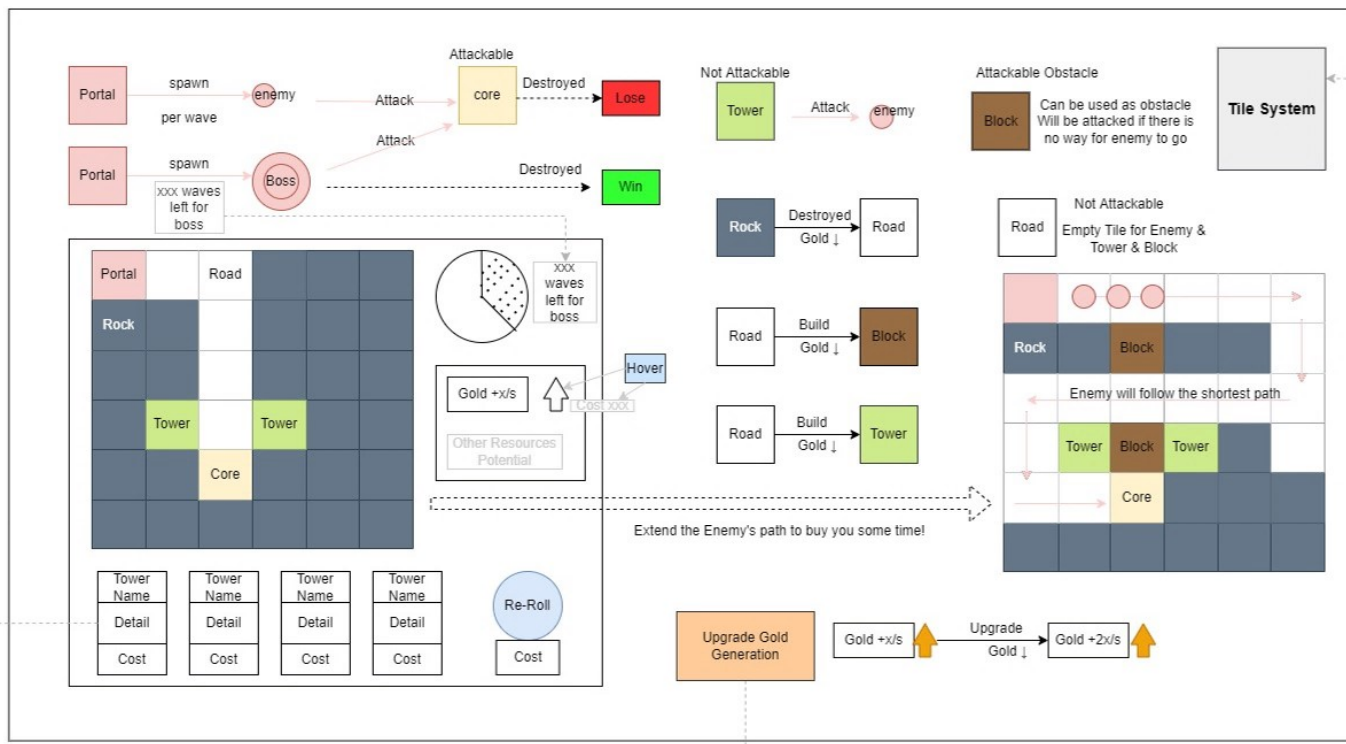 Attackable
Portal
spawn
per wave
enemy
Attack
core
Destroyed
Lose
Portal
spawn
Boss
Attack
Destroyed
Win
xxx waves
left for
boss
Not Attackable
Tower
Attack
enemy
Attackable Obstacle
Block
Can be used as obstacle
Will be attacked if there is
no way for enemy to go
Tile System
Rock
Destroyed
Gold ↓
Road
Not Attackable
Road
Empty Tile for Enemy &
Tower & Block
Portal
Road
Rock
Tower
Tower
Core
xxx
waves
left for
boss
Gold +x/s
Hover
Cost xxx
Other Resources
Potential
Road
Build
Gold ↓
Block
Road
Build
Gold ↓
Tower
Rock
Block
Enemy will follow the shortest path
Tower
Block
Tower
Core
Extend the Enemy's path to buy you some time!
Tower
Name
Detail
Cost
Tower
Name
Detail
Cost
Tower
Name
Detail
Cost
Tower
Name
Detail
Cost
Re-Roll
Cost
Upgrade Gold
Generation
Gold +x/s
Upgrade
Gold ↓
Gold +2x/s